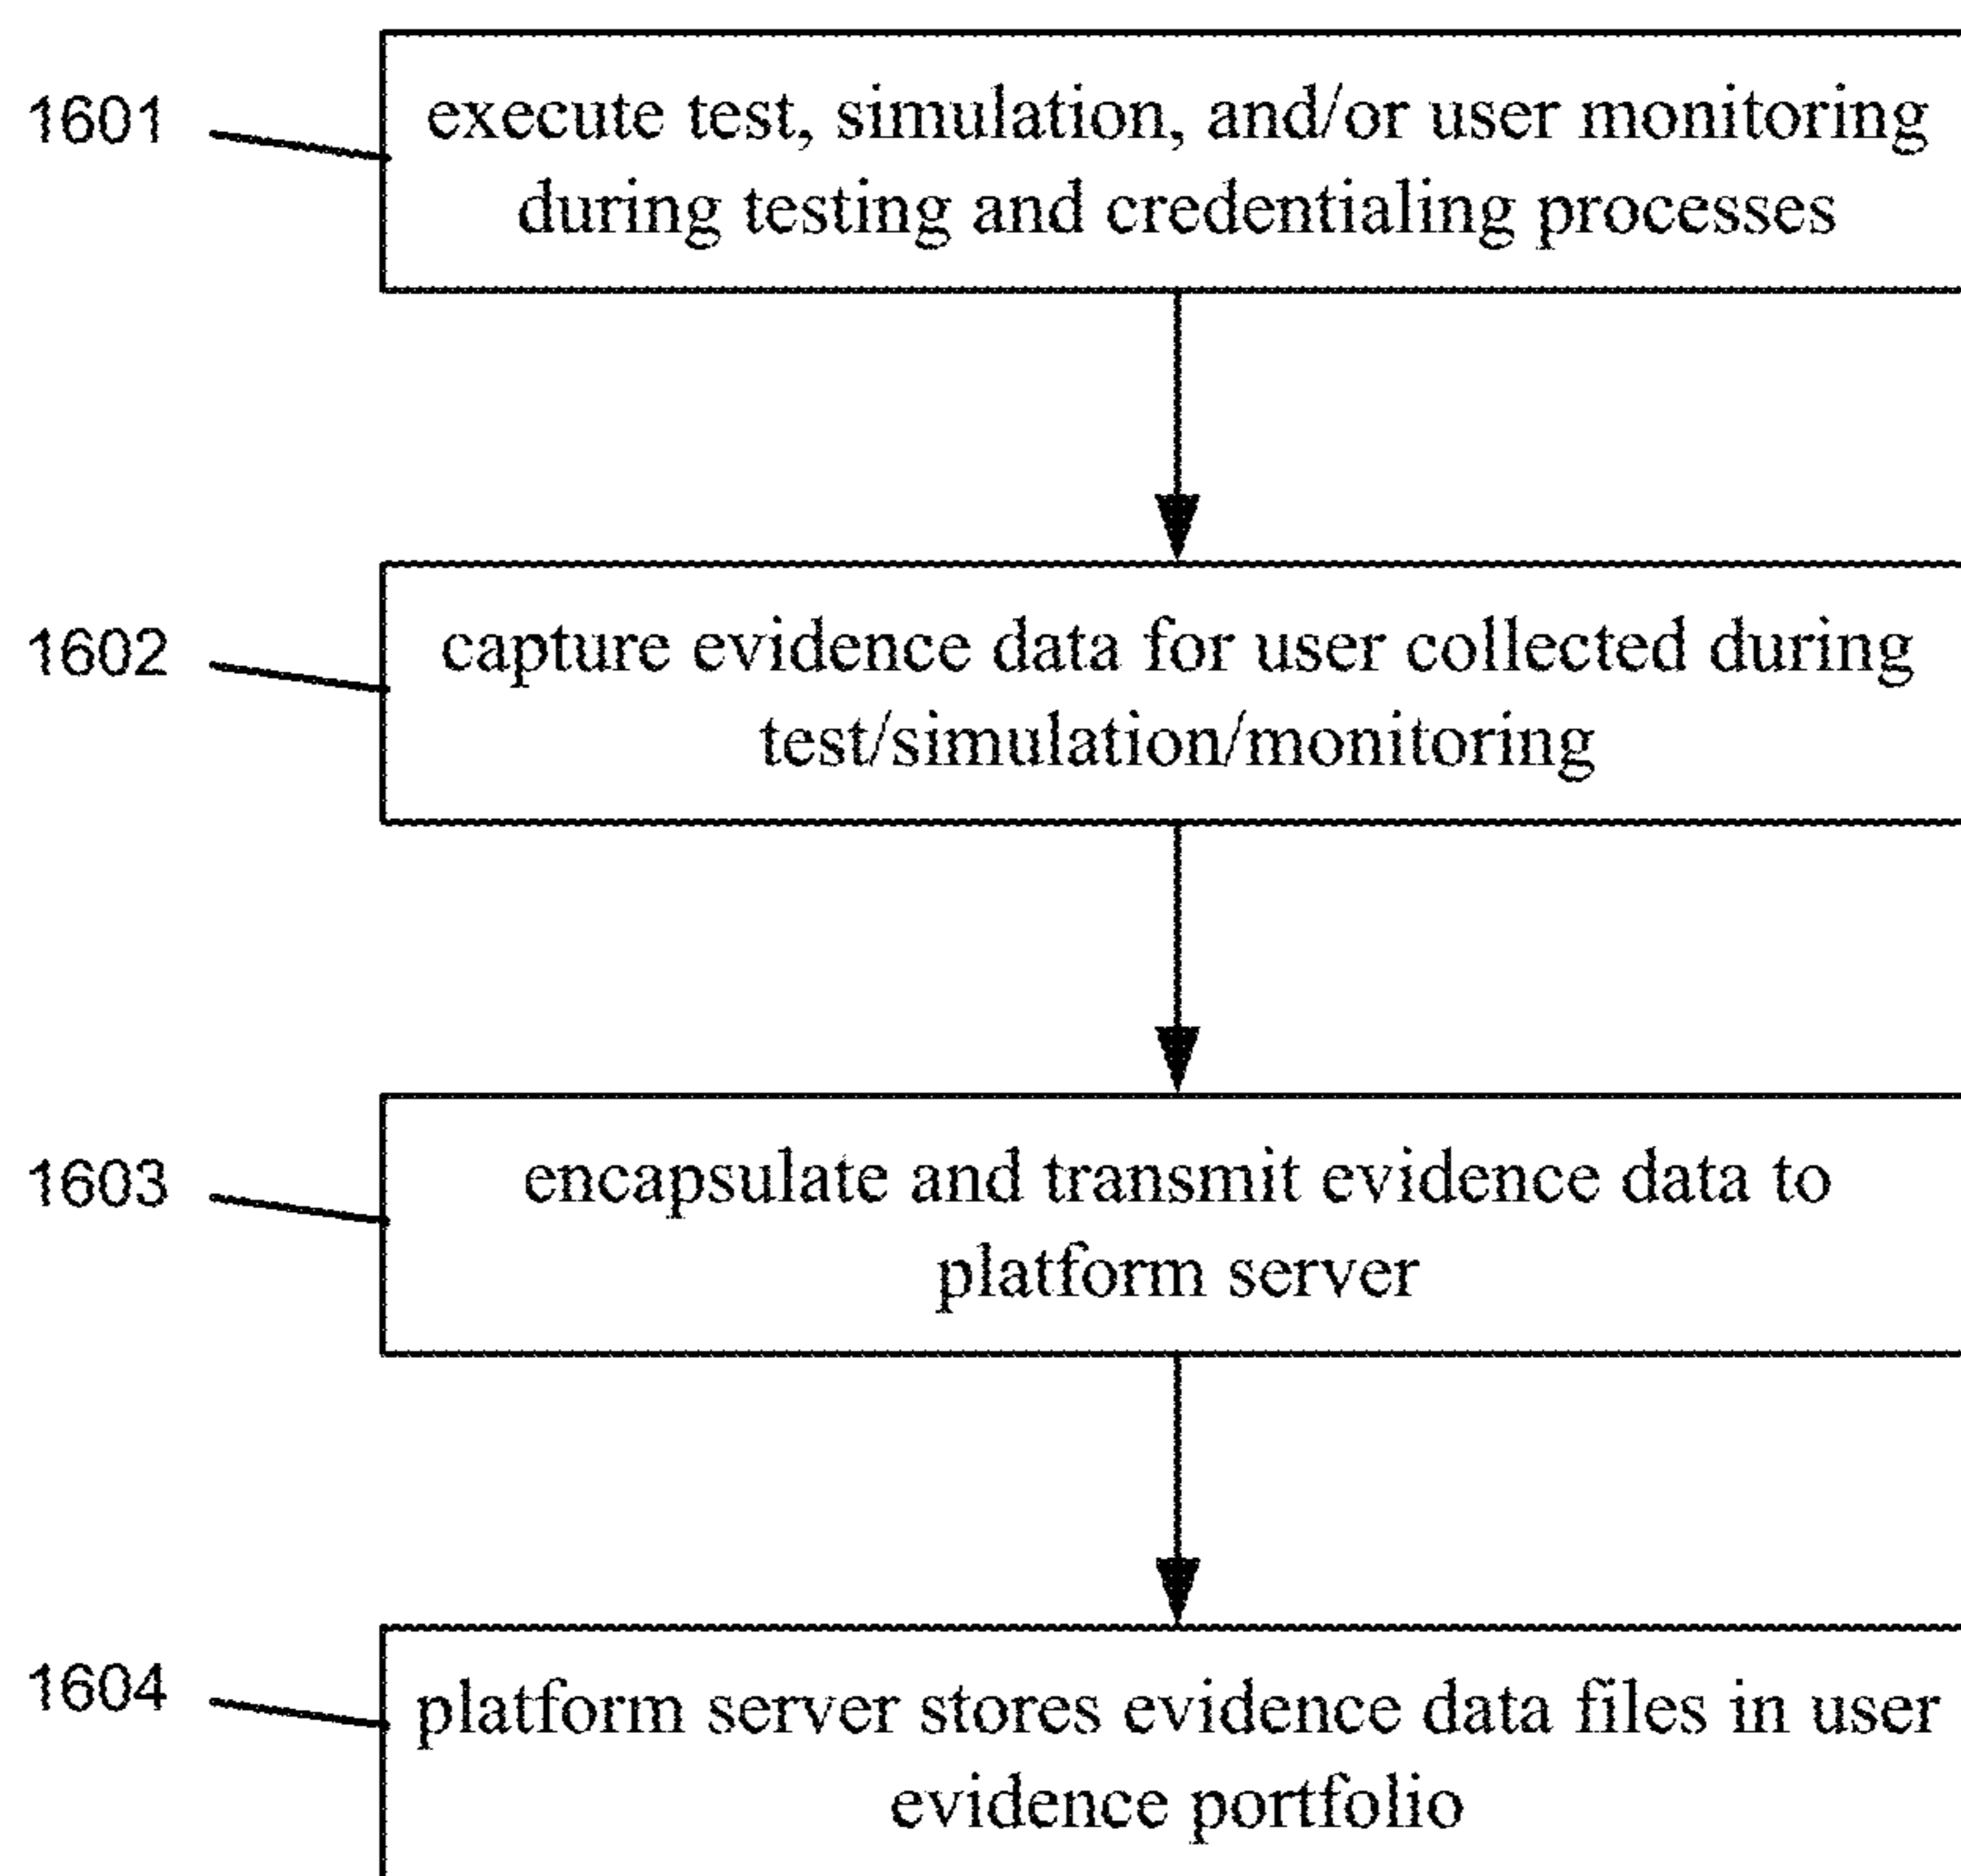 1601
execute test, simulation, and/or user monitoring
during testing and credentialing processes
1602
capture evidence data for user collected during
test/simulation/monitoring
1603
encapsulate and transmit evidence data to
platform server
1604
platform server stores evidence data files in user
evidence portfolio